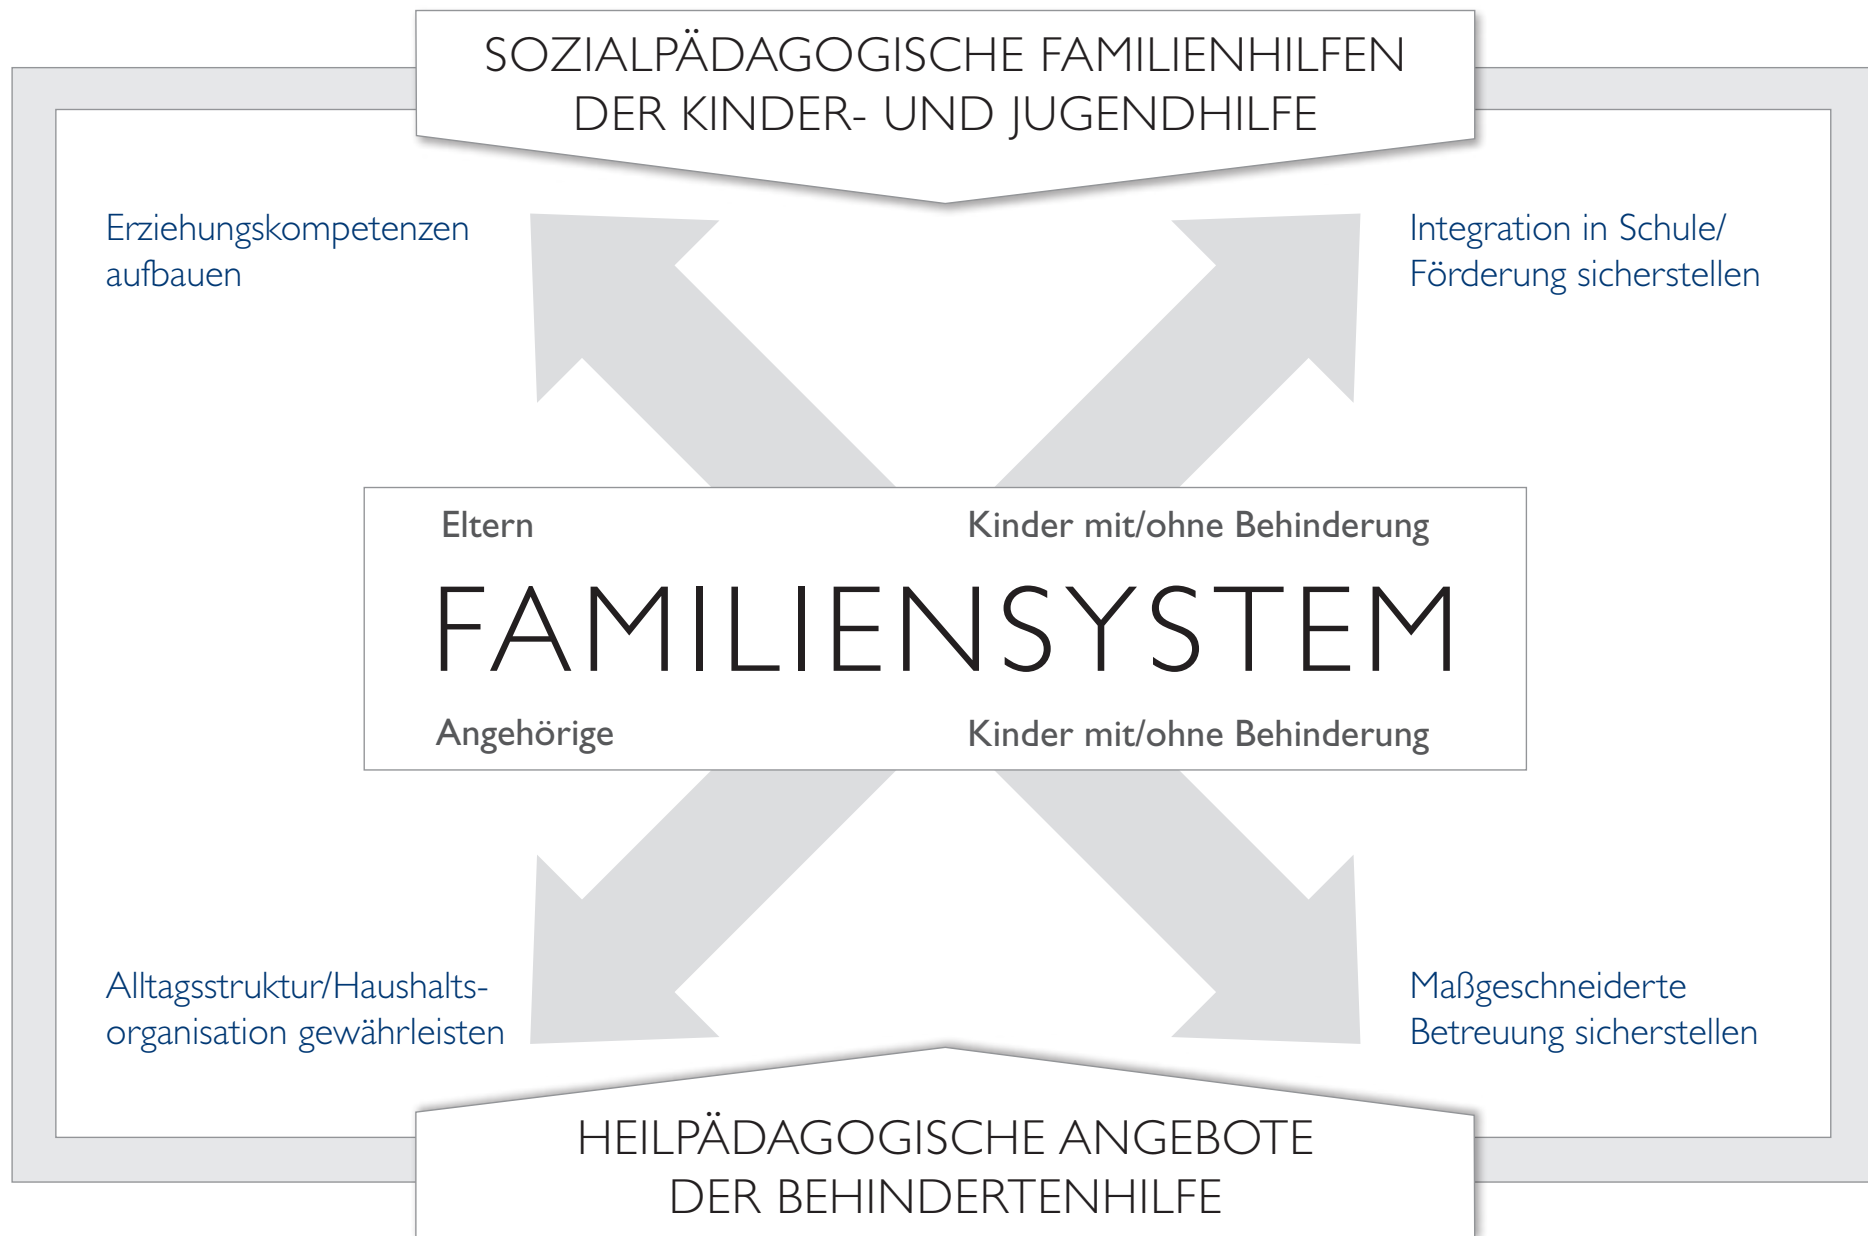 SOZIALPÄDAGOGISCHE FAMILIENHILFEN
DER KINDER- UND JUGENDHILFE
Erziehungskompetenzen
aufbauen
Integration in Schule/
Förderung sicherstellen
Eltern
Kinder mit/ohne Behinderung
FAMILIENSYSTEM
Angehörige
Kinder mit/ohne Behinderung
Alltagsstruktur/Haushalts-
organisation gewährleisten
Maßgeschneiderte
Betreuung sicherstellen
HEILPÄDAGOGISCHE ANGEBOTE
DER BEHINDERTENHILFE